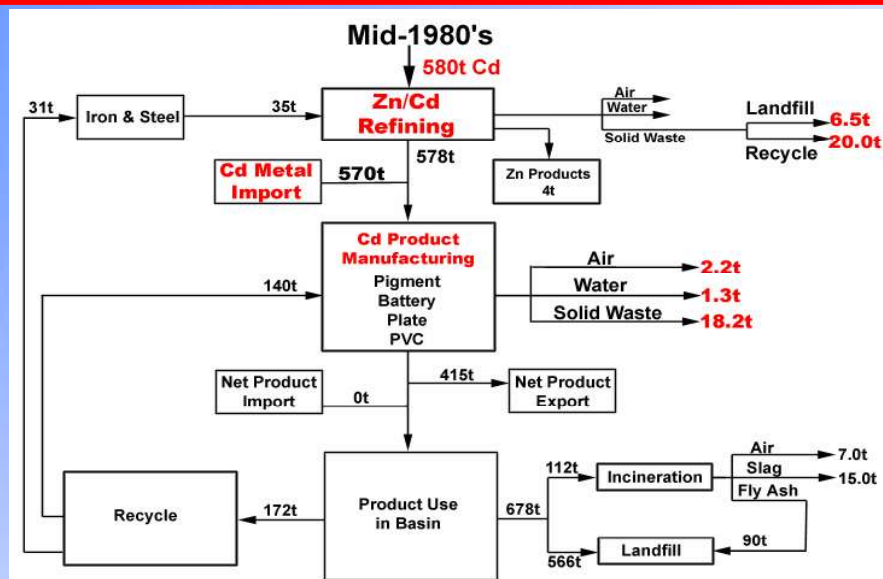 Mid-1980's
580t Cd
31t
Iron & Steel
35t
Zn/Cd
Refining
Air
Water
Solid Waste
Landfill
6.5t
Recycle
20.0t
578t
Cd Metal
Import
570t
Zn Products
4t
Cd Product
Manufacturing
Pigment
Battery
Plate
PVC
140t
Air
2.2t
Water
1.3t
Solid Waste
18.2t
Net Product
Import
0t
415t
Net Product
Export
Recycle
172t
Product Use
in Basin
678t
112t
Incineration
Air
7.0t
Slag
15.0t
Fly Ash
566t
Landfill
90t